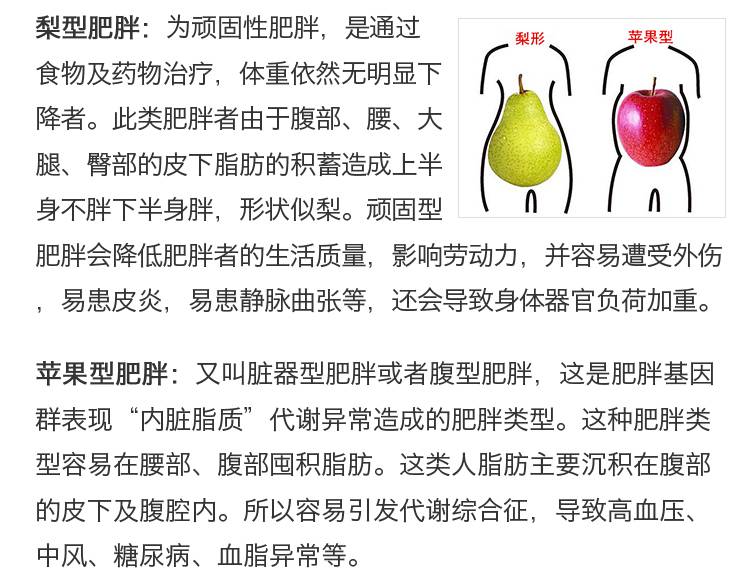 梨型肥胖：为顽固性肥胖，是通过
食物及药物治疗，体重依然无明显下
降者。此类肥胖者由于腹部、腰、大
腿、臀部的皮下脂肪的积蓄造成上半
身不胖下半身胖，形状似梨。顽固型
肥胖会降低肥胖者的生活质量，影响劳动力，并容易遭受外伤
，易患皮炎，易患静脉曲张等，还会导致身体器官负荷加重。
梨形
苹果型
苹果型肥胖：又叫脏器型肥胖或者腹型肥胖，这是肥胖基因
群表现“内脏脂质”代谢异常造成的肥胖类型。这种肥胖类
型容易在腰部、腹部囤积脂肪。这类人脂肪主要沉积在腹部
的皮下及腹腔内。所以容易引发代谢综合征，导致高血压、
中风、糖尿病、血脂异常等。